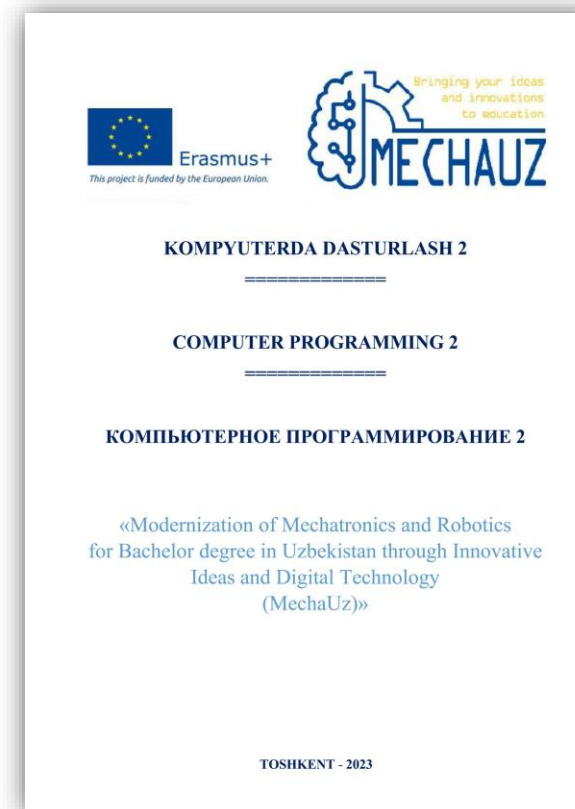 Bringing your ideas
and innovations
to education
Erasmus+
MECHAUZ
This project is funded by the European Union.
KOMPYUTERDA DASTURLASH 2
=============
COMPUTER PROGRAMMING 2
=============
КОМПЬЮТЕРНОЕ ПРОГРАММИРОВАНИЕ 2
«Modernization of Mechatronics and Robotics
for Bachelor degree in Uzbekistan through Innovative
Ideas and Digital Technology
(MechaUz)»
TOSHKENT - 2023